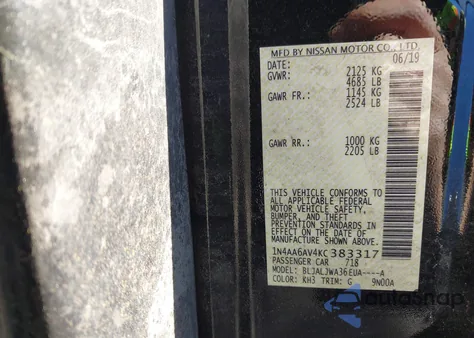 MFD BY NISSAN MOTOR CO., LTD.
DATE: 06/19
GVWR: 2125 KG
4685 LB
GAWR FR.: 1145 KG
2524 LB
GAWR RR.: 1000 KG
2205 LB
THIS VEHICLE CONFORMS TO
ALL APPLICABLE FEDERAL
MOTOR VEHICLE SAFETY,
BUMPER, AND THEFT
PREVENTION STANDARDS IN
EFFECT ON THE DATE OF
MANUFACTURE SHOWN ABOVE.
1N4AA6AV4KC383317
PASSENGER CAR 718
MODEL: BLJALJWA36EUA----A
COLOR: KH3 TRIM: G 9N00A
AutoSnap